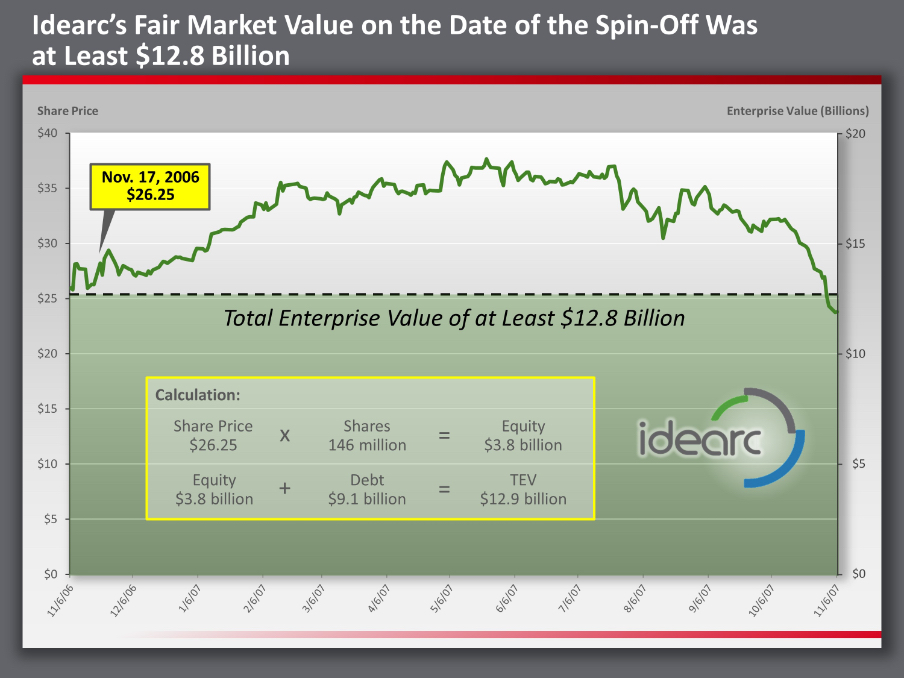 Idearc’s Fair Market Value on the Date of the Spin-Off Was
at Least $12.8 Billion
Share Price
Enterprise Value (Billions)
$40
$35
$30
$25
$20
$15
$10
$5
$0
$20
$15
$10
$5
$0
Nov. 17, 2006
$26.25
Total Enterprise Value of at Least $12.8 Billion
Calculation:
Share Price
$26.25
x
Shares
146 million
=
Equity
$3.8 billion
Equity
$3.8 billion
+
Debt
$9.1 billion
=
TEV
$12.9 billion
idearc
11/6/06
12/6/06
1/6/07
2/6/07
3/6/07
4/6/07
5/6/07
6/6/07
7/6/07
8/6/07
9/6/07
10/6/07
11/6/07